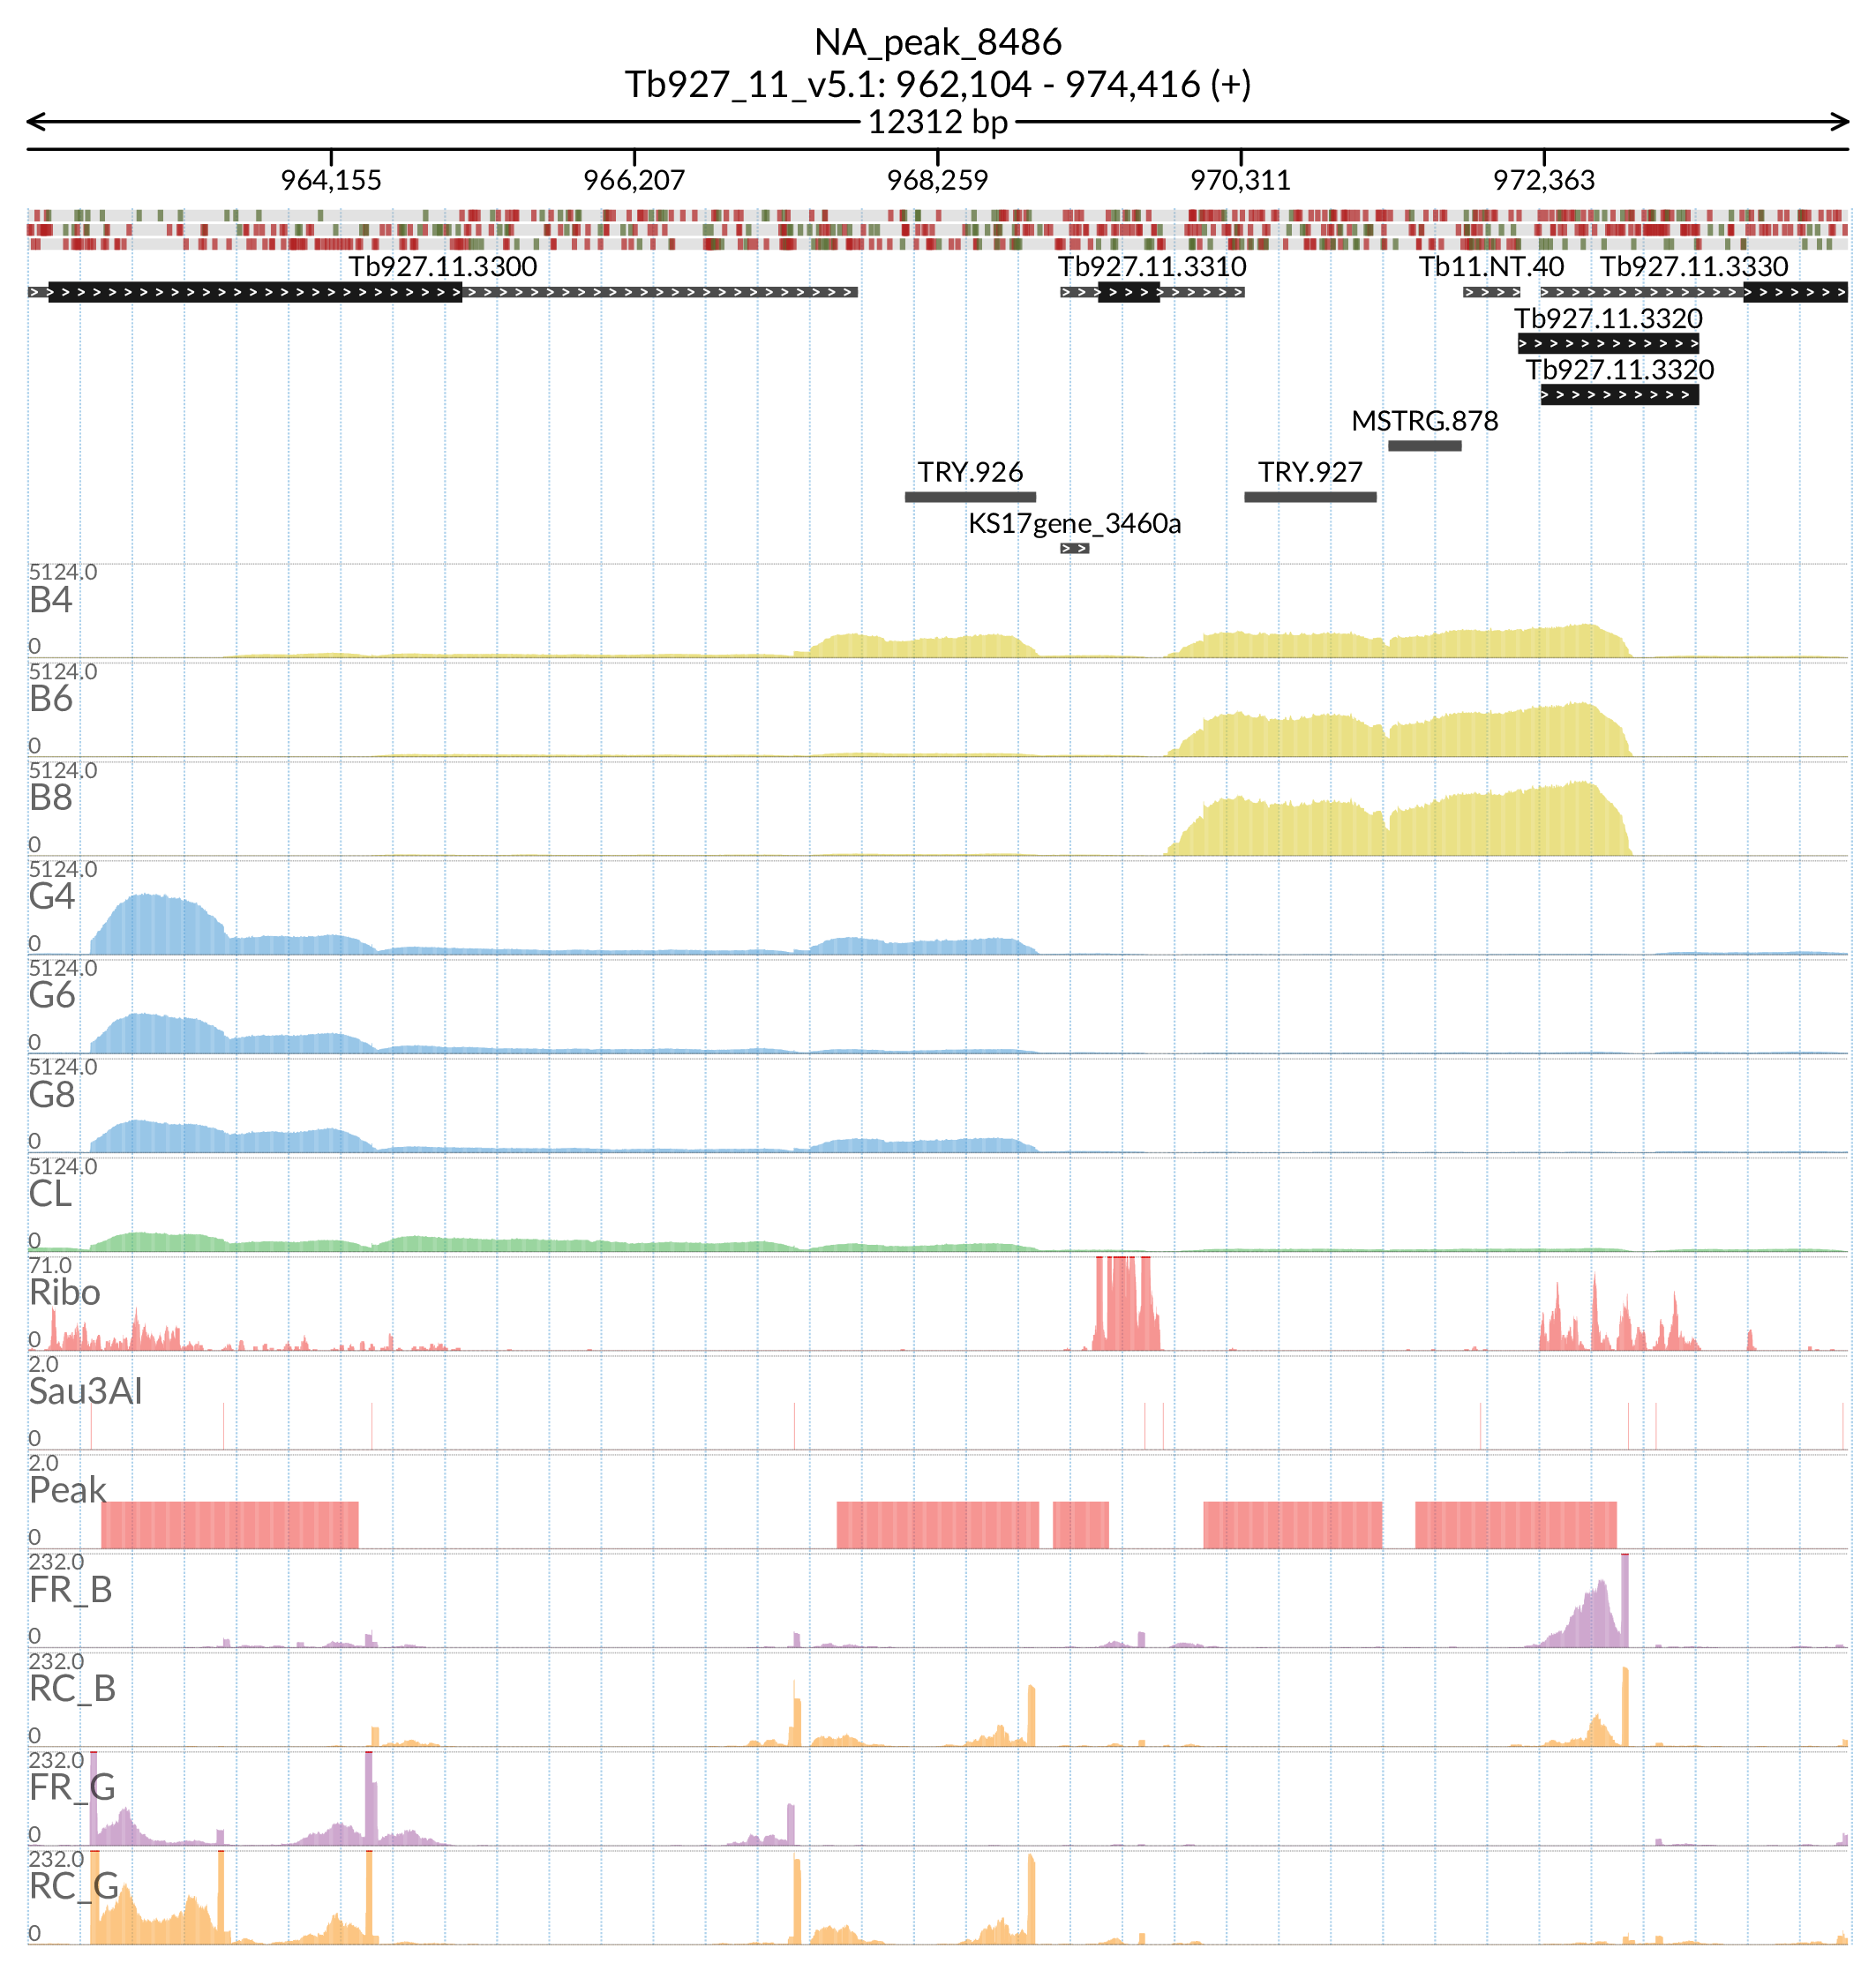 NA_peak_8486
Tb927_11_v5.1: 962,104 - 974,416 (+)
12312 bp
964,155 966,207 968,259 970,311 972,363
Tb927.11.3300 Tb927.11.3310 Tb11.NT.40 Tb927.11.3330
Tb927.11.3320
Tb927.11.3320
MSTRG.878
TRY.926 TRY.927
KS17gene_3460a
5124.0
B4
0
5124.0
B6
0
5124.0
B8
0
5124.0
G4
0
5124.0
G6
0
5124.0
G8
0
5124.0
CL
0
71.0
Ribo
0
2.0
Sau3AI
0
2.0
Peak
0
232.0
FR_B
0
232.0
RC_B
0
232.0
FR_G
0
232.0
RC_G
0